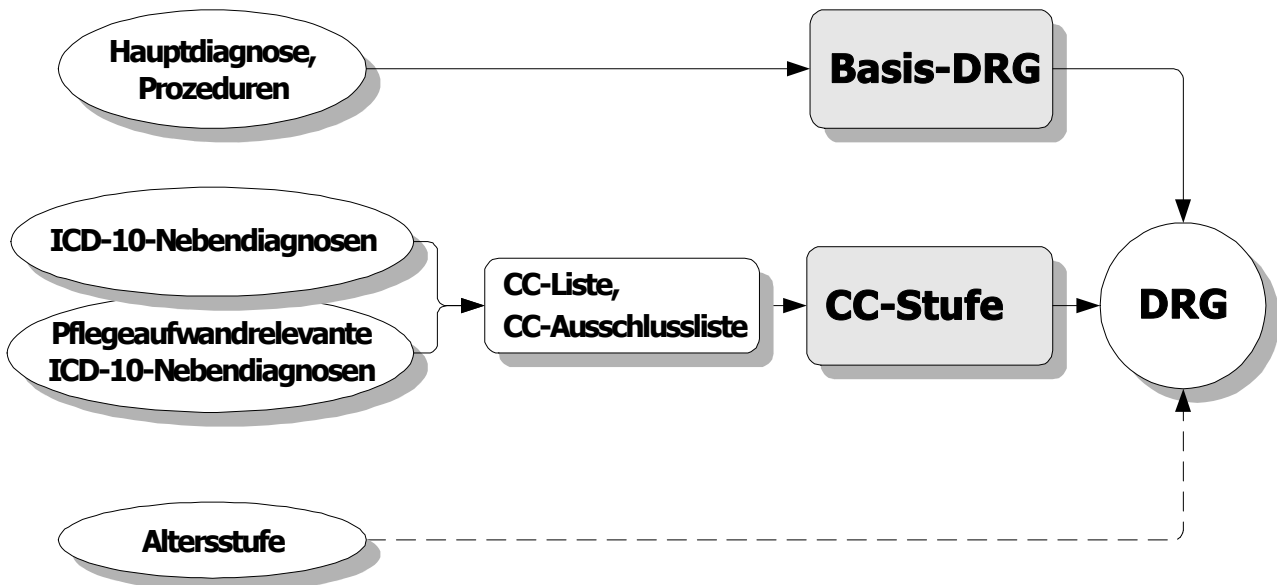 Hauptdiagnose,
Prozeduren
Basis-DRG
ICD-10-Nebendiagnosen
Pflegeaufwandrelevante
ICD-10-Nebendiagnosen
CC-Liste,
CC-Ausschlussliste
CC-Stufe
DRG
Altersstufe